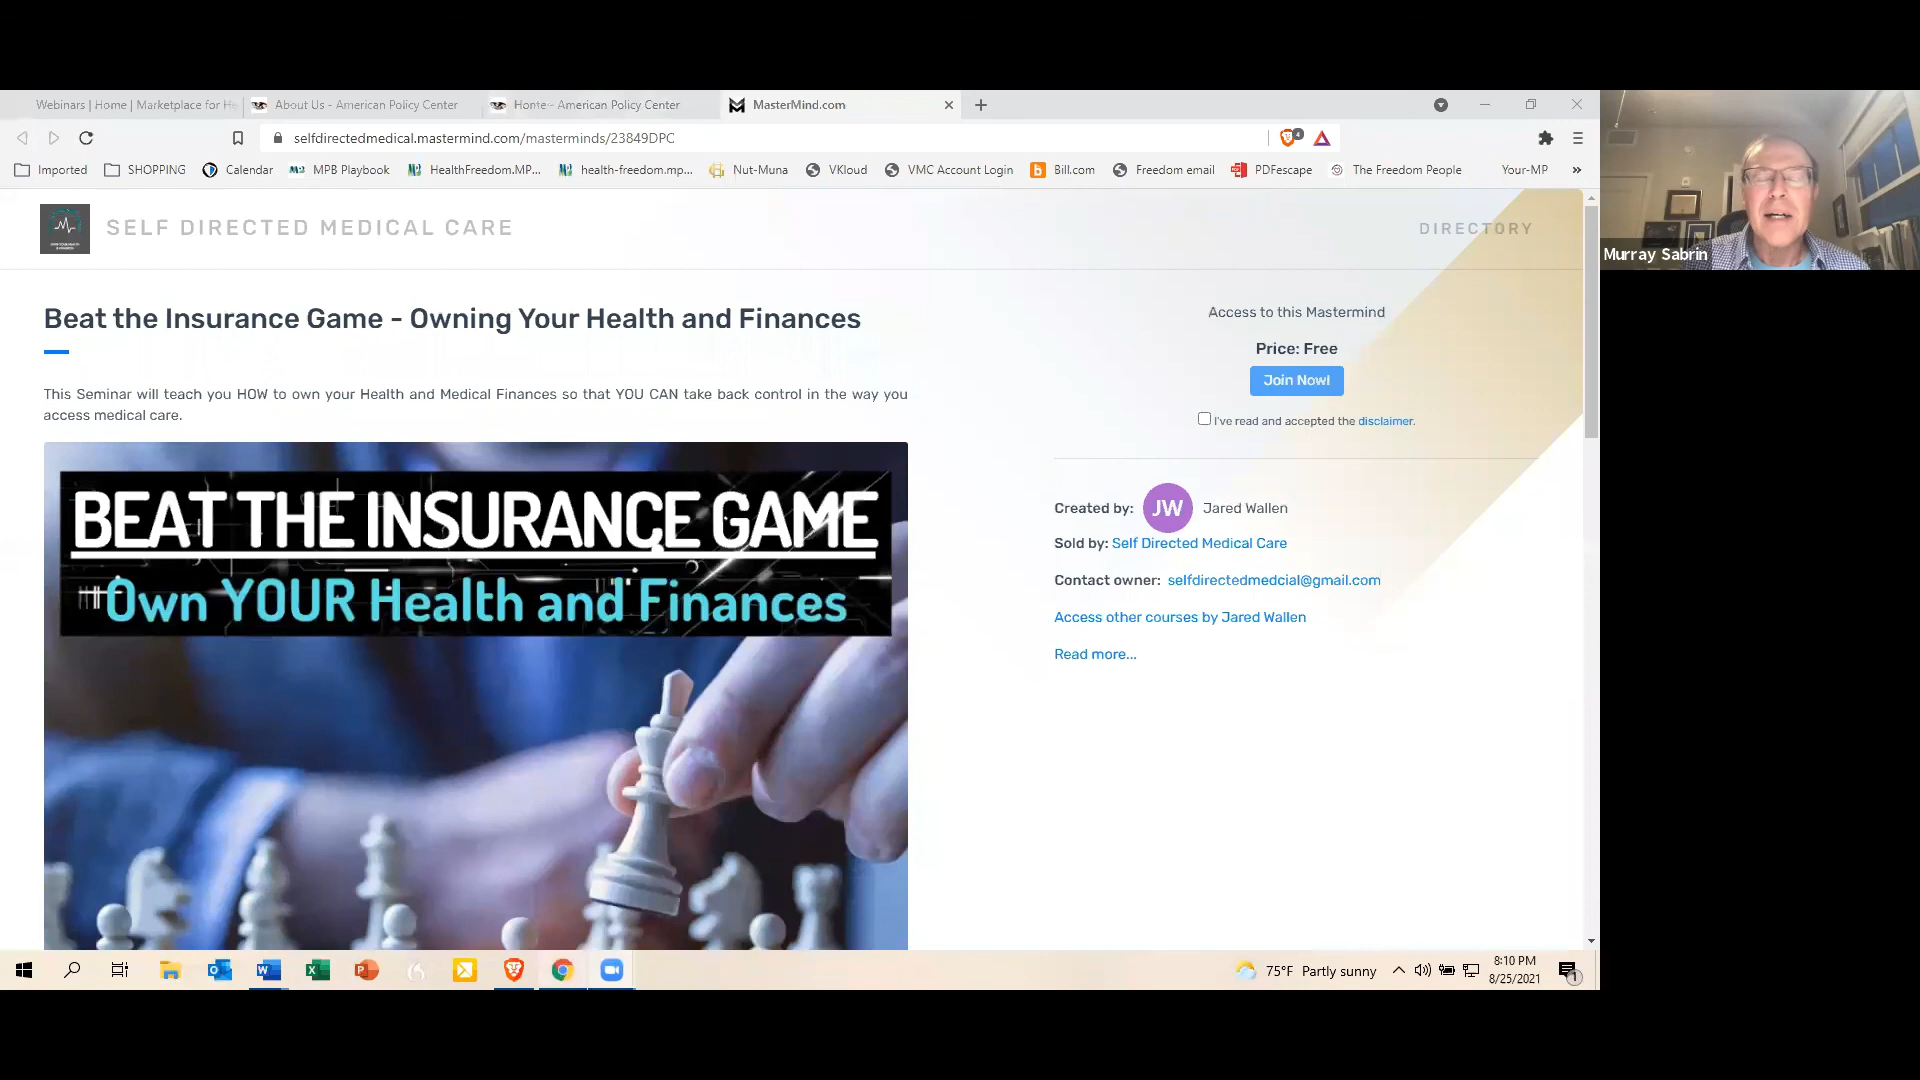 Webinars | Home | Marketplace for He
About Us - American Policy Center
Home - American Policy Center
MasterMind.com
selfdirectedmedical.mastermind.com/masterminds/23849DPC
4
Imported
SHOPPING
Calendar
MPB Playbook
HealthFreedom.MP...
health-freedom.mp...
Nut-Muna
VKloud
VMC Account Login
Bill.com
Freedom email
PDFescape
The Freedom People
Your-MP
»
SELF DIRECTED MEDICAL CARE
DIRECTORY
Murray Sabrin
Beat the Insurance Game - Owning Your Health and Finances
This Seminar will teach you HOW to own your Health and Medical Finances so that YOU CAN take back control in the way you
access medical care.
BEAT THE INSURANCE GAME
Own YOUR Health and Finances
Access to this Mastermind
Price: Free
Join Now!
I've read and accepted the disclaimer.
Created by: JW Jared Wallen
Sold by: Self Directed Medical Care
Contact owner: selfdirectedmedcial@gmail.com
Access other courses by Jared Wallen
Read more...
75°F Partly sunny
8:10 PM
8/25/2021
1